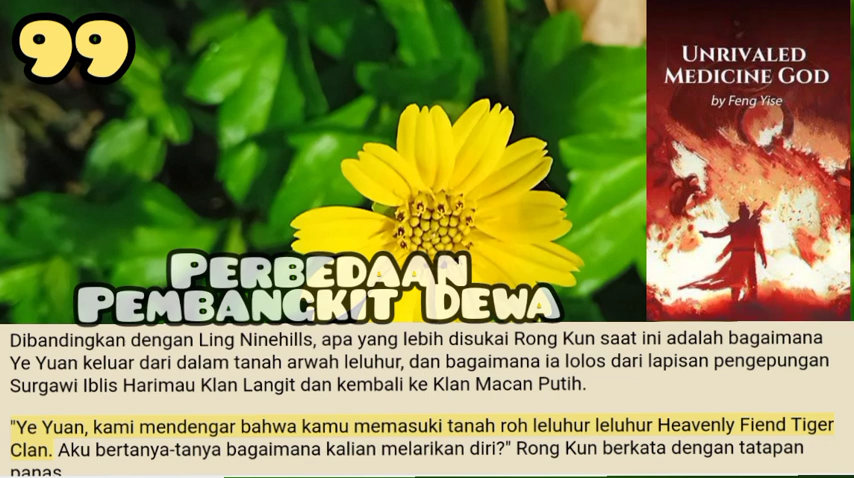 99
UNRIVALED
MEDICINE GOD
by Feng Yise
PERBEDAAN
PEMBANGKIT DEWA
Dibandingkan dengan Ling Ninehills, apa yang lebih disukai Rong Kun saat ini adalah bagaimana
Ye Yuan keluar dari dalam tanah arwah leluhur, dan bagaimana ia lolos dari lapisan pengepungan
Surgawi Iblis Harimau Klan Langit dan kembali ke Klan Macan Putih.
"Ye Yuan, kami mendengar bahwa kamu memasuki tanah roh leluhur leluhur Heavenly Fiend Tiger
Clan. Aku bertanya-tanya bagaimana kalian melarikan diri?" Rong Kun berkata dengan tatapan
panas.